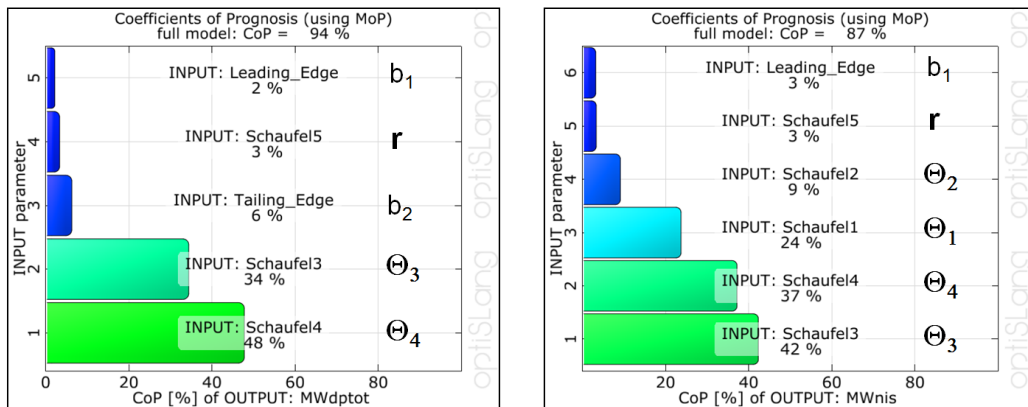 Coefficients of Prognosis (using MoP)
full model: CoP = 94 %
INPUT parameter
5
INPUT: Leading_Edge
2 %
b1
4
INPUT: Schaufel5
3 %
r
3
INPUT: Tailing_Edge
6 %
b2
2
INPUT: Schaufel3
34 %
Θ3
1
INPUT: Schaufel4
48 %
Θ4
0 20 40 60 80
CoP [%] of OUTPUT: MWdptot
optiSLang
Coefficients of Prognosis (using MoP)
full model: CoP = 87 %
INPUT parameter
6
INPUT: Leading_Edge
3 %
b1
5
INPUT: Schaufel5
3 %
r
4
INPUT: Schaufel2
9 %
Θ2
3
INPUT: Schaufel1
24 %
Θ1
2
INPUT: Schaufel4
37 %
Θ4
1
INPUT: Schaufel3
42 %
Θ3
20 40 60 80
CoP [%] of OUTPUT: MWnis
optiSLang